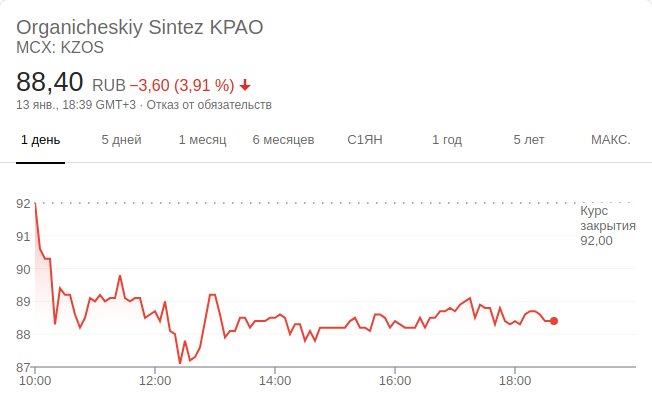 Organicheskiy Sintez KPAO
MCX: KZOS
88,40 RUB −3,60 (3,91 %)
13 янв., 18:39 GMT+3 · Отказ от обязательств
1 день 5 дней 1 месяц 6 месяцев С1ЯН 1 год 5 лет МАКС.
92
Курс
закрытия
92,00
91
90
89
88
87
10:00 12:00 14:00 16:00 18:00